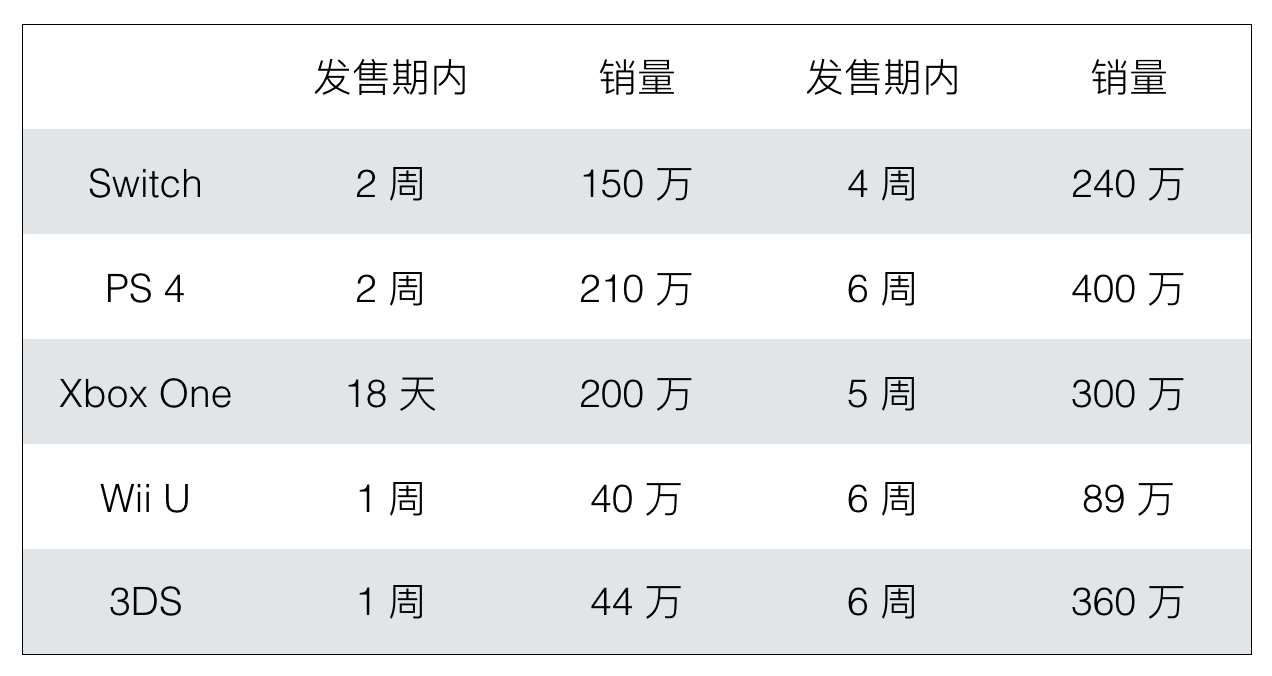 发售期内 销量 发售期内 销量
Switch 2 周 150 万 4 周 240 万
PS 4 2 周 210 万 6 周 400 万
Xbox One 18 天 200 万 5 周 300 万
Wii U 1 周 40 万 6 周 89 万
3DS 1 周 44 万 6 周 360 万